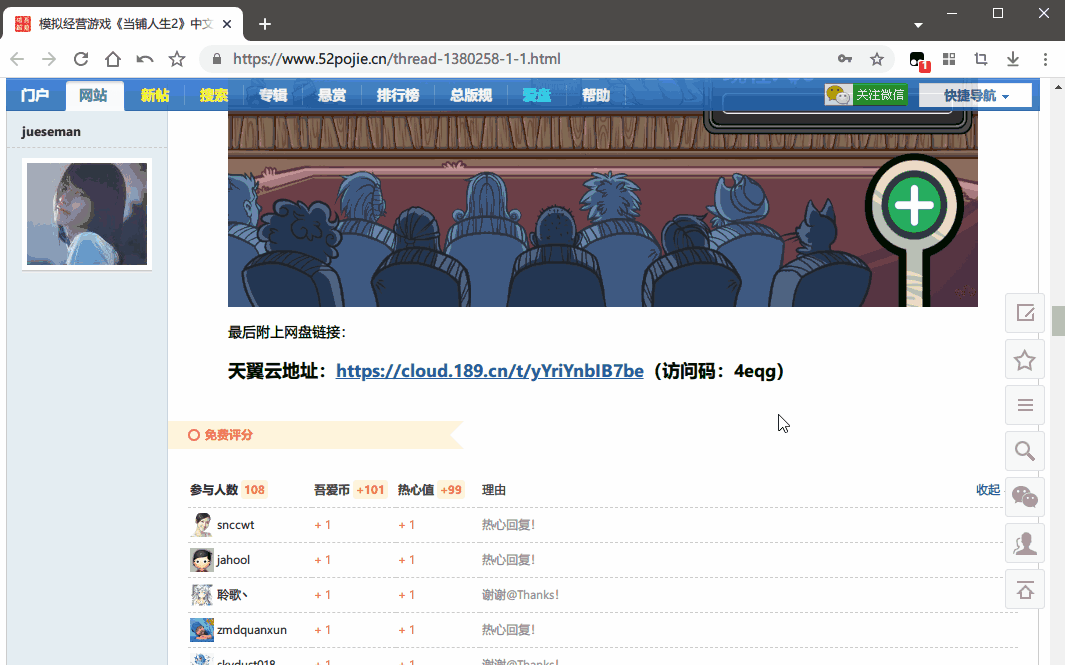 模拟经营游戏《当铺人生2》中文
https://www.52pojie.cn/thread-1380258-1-1.html
1
门户 网站 新帖 搜索 专辑 悬赏 排行榜 总版规 爱盘 帮助 关注微信 快捷导航
jueseman
最后附上网盘链接：
天翼云地址：https://cloud.189.cn/t/yYriYnbIB7be（访问码：4eqg）
免费评分
参与人数 108 吾爱币 +101 热心值 +99 理由 收起
snccwt + 1 + 1 热心回复！
jahool + 1 + 1 热心回复！
聆歌丶 + 1 + 1 谢谢@Thanks！
zmdquanxun + 1 + 1 热心回复！
skydust018 + 1 + 1 谢谢@Thanks！